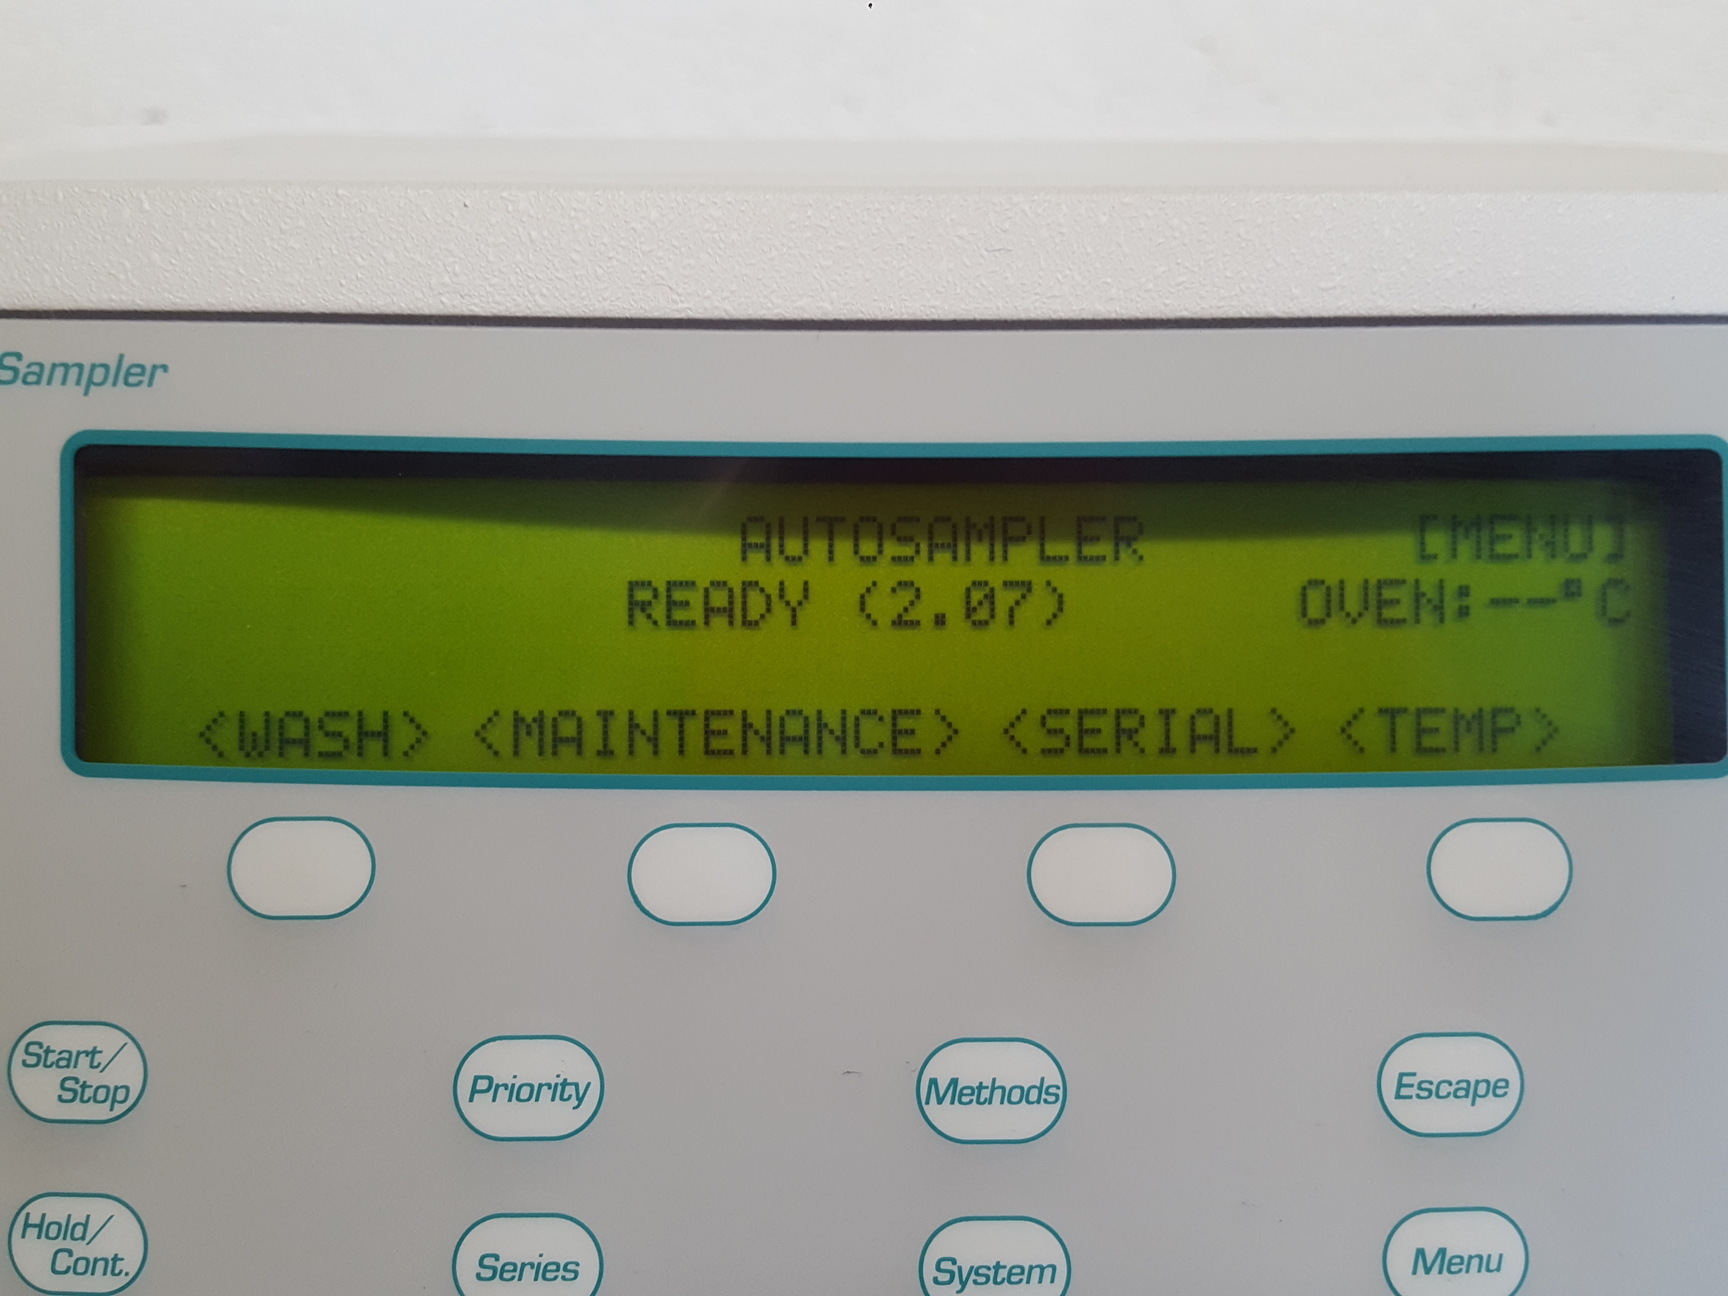 Sampler
AUTOSAMPLER [MENU]
READY (2.07) OVEN:--°C
<WASH> <MAINTENANCE> <SERIAL> <TEMP>
Start/
Stop
Priority
Methods
Escape
Hold/
Cont.
Series
System
Menu